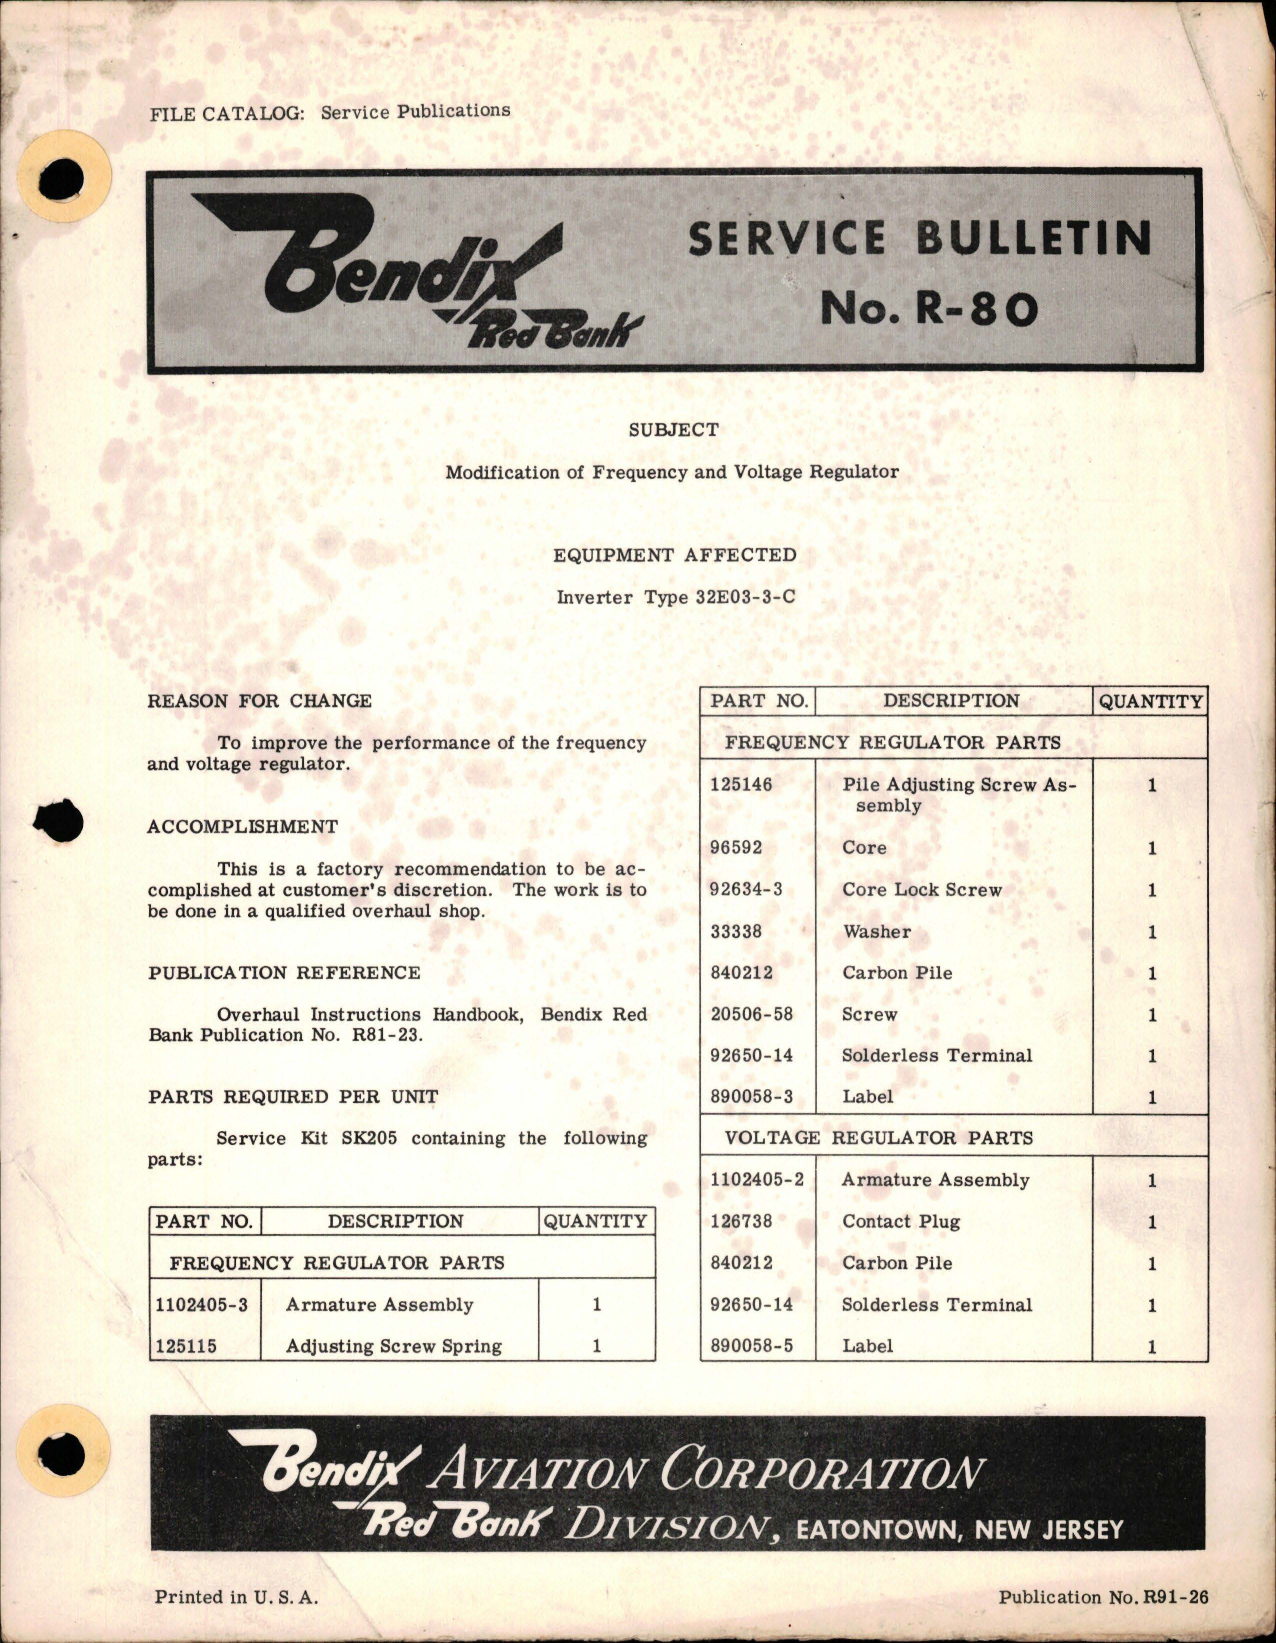 FILE CATALOG: Service Publications
Bendix
Red Bank
SERVICE BULLETIN
No. R-80
SUBJECT
Modification of Frequency and Voltage Regulator
EQUIPMENT AFFECTED
Inverter Type 32E03-3-C
REASON FOR CHANGE
To improve the performance of the frequency
and voltage regulator.
ACCOMPLISHMENT
This is a factory recommendation to be ac-
complished at customer's discretion. The work is to
be done in a qualified overhaul shop.
PUBLICATION REFERENCE
Overhaul Instructions Handbook, Bendix Red
Bank Publication No. R81-23.
PARTS REQUIRED PER UNIT
Service Kit SK205 containing the following
parts:
PART NO. DESCRIPTION QUANTITY
FREQUENCY REGULATOR PARTS
1102405-3 Armature Assembly 1
125115 Adjusting Screw Spring 1
PART NO. DESCRIPTION QUANTITY
FREQUENCY REGULATOR PARTS
125146 Pile Adjusting Screw As- 1
sembly
96592 Core 1
92634-3 Core Lock Screw 1
33338 Washer 1
840212 Carbon Pile 1
20506-58 Screw 1
92650-14 Solderless Terminal 1
890058-3 Label 1
VOLTAGE REGULATOR PARTS
1102405-2 Armature Assembly 1
126738 Contact Plug 1
840212 Carbon Pile 1
92650-14 Solderless Terminal 1
890058-5 Label 1
Bendix AVIATION CORPORATION
Red Bank DIVISION, EATONTOWN, NEW JERSEY
Printed in U. S. A.
Publication No. R91-26